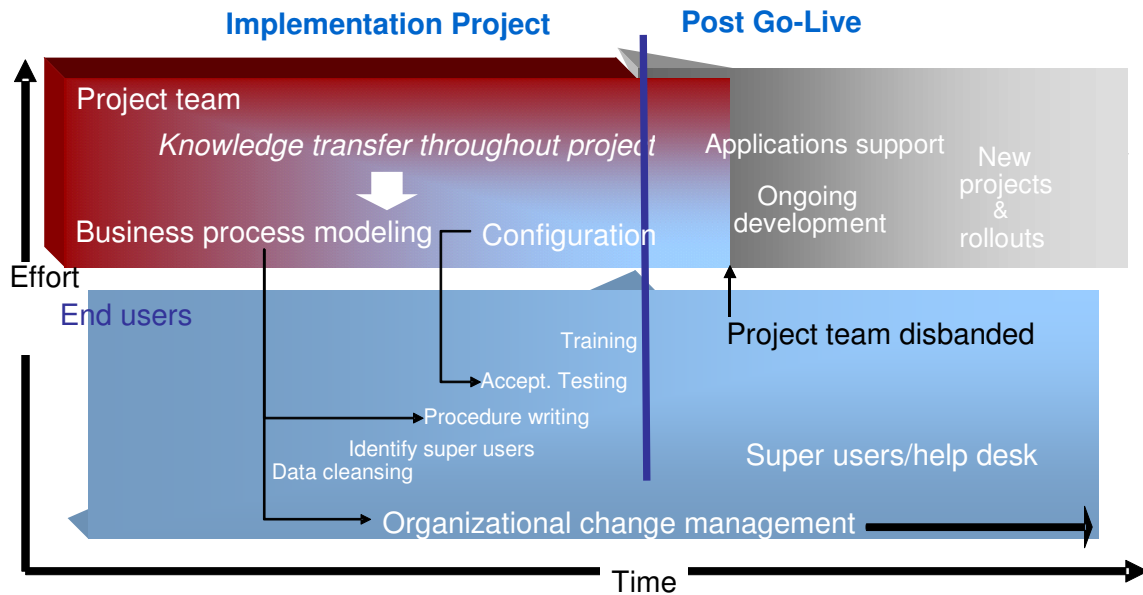 Implementation Project
Post Go-Live
Project team
Knowledge transfer throughout project
Applications support
New
projects
&
rollouts
Ongoing
development
Business process modeling
Configuration
Effort
End users
Project team disbanded
Training
Accept. Testing
Procedure writing
Identify super users
Data cleansing
Super users/help desk
Organizational change management
Time